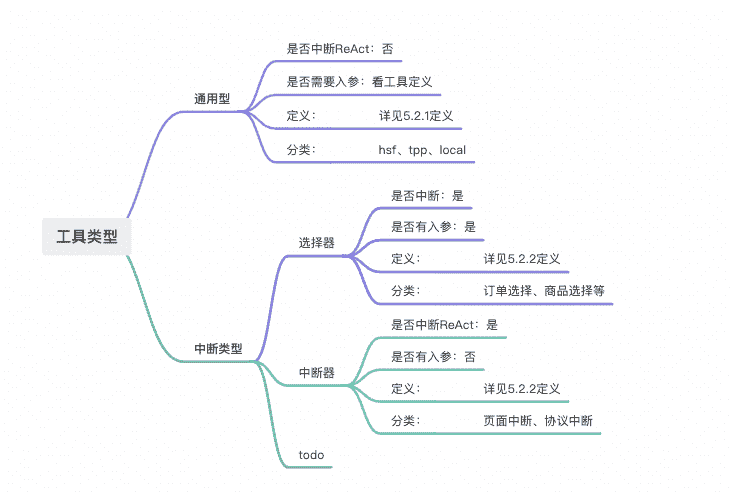 工具类型
通用型
是否中断ReAct：否
是否需要入参：看工具定义
定义： 详见5.2.1定义
分类： hsf、tpp、local
中断类型
选择器
是否中断：是
是否有入参：是
定义： 详见5.2.2定义
分类： 订单选择、商品选择等
中断器
是否中断ReAct：是
是否有入参：否
定义： 详见5.2.2定义
分类： 页面中断、协议中断
todo